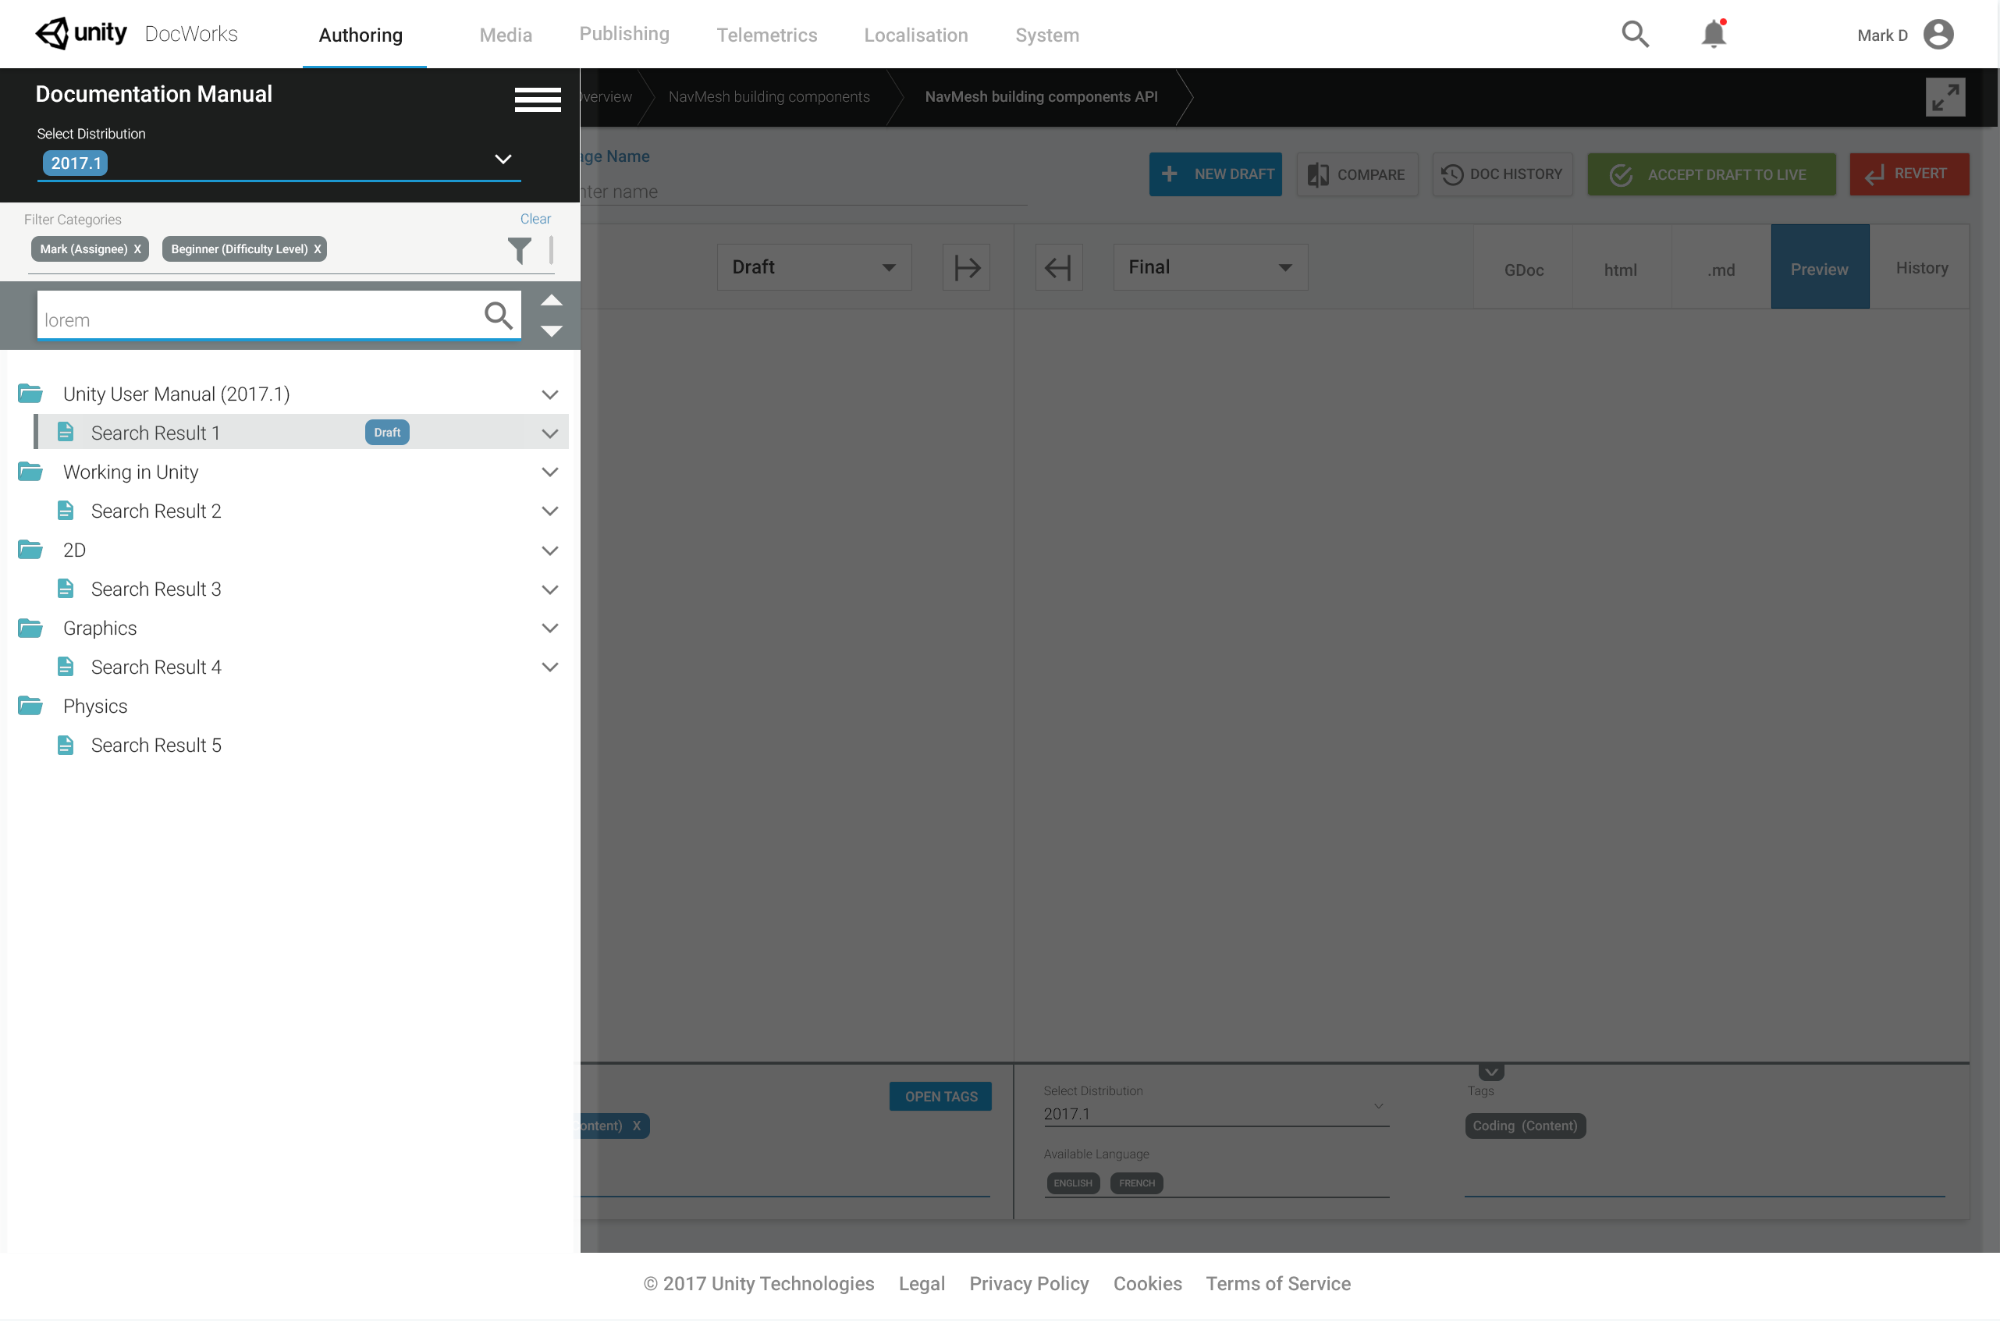 unity DocWorks Authoring Media Publishing Telemetrics Localisation System Mark D
Documentation Manual
Select Distribution
2017.1
Filter Categories Clear
Mark (Assignee) X Beginner (Difficulty Level) X
lorem
Unity User Manual (2017.1)
Search Result 1 Draft
Working in Unity
Search Result 2
2D
Search Result 3
Graphics
Search Result 4
Physics
Search Result 5
verview NavMesh building components NavMesh building components API
ge Name
nter name
NEW DRAFT COMPARE DOC HISTORY ACCEPT DRAFT TO LIVE REVERT
Draft Final GDoc html .md Preview History
OPEN TAGS
ontent) X
Select Distribution
2017.1
Available Language
ENGLISH FRENCH
Tags
Coding (Content)
© 2017 Unity Technologies Legal Privacy Policy Cookies Terms of Service